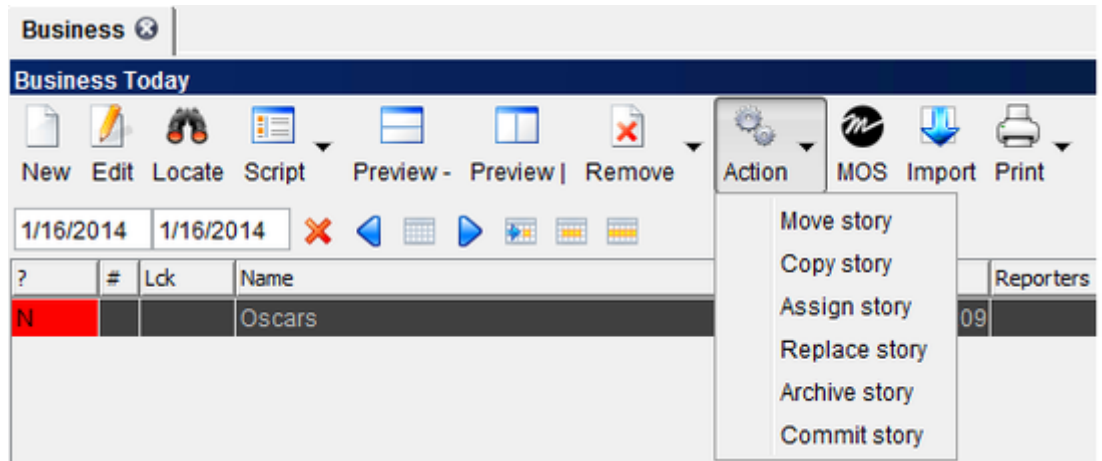 Business
Business Today
New Edit Locate Script Preview - Preview | Remove Action MOS Import Print
1/16/2014 1/16/2014
Move story
Copy story
? # Lck Name Reporters
Assign story
N Oscars 09
Replace story
Archive story
Commit story